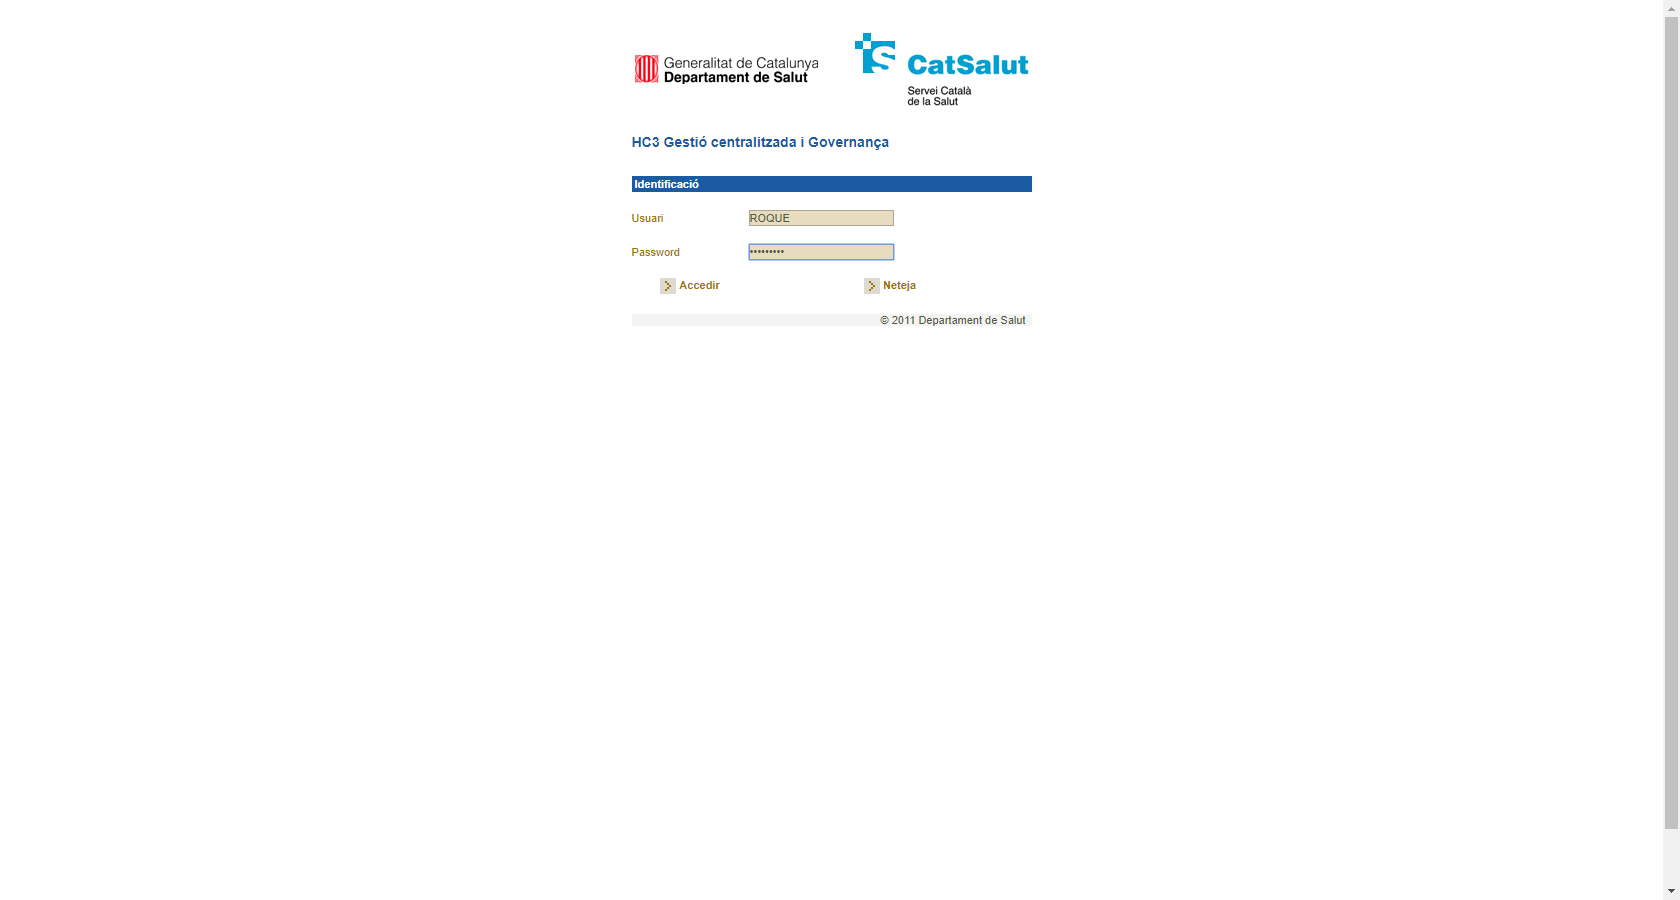 Generalitat de Catalunya
Departament de Salut
CatSalut
Servei Català
de la Salut
HC3 Gestió centralitzada i Governança
Identificació
Usuari ROQUE
Password •••••••••
Accedir Neteja
© 2011 Departament de Salut